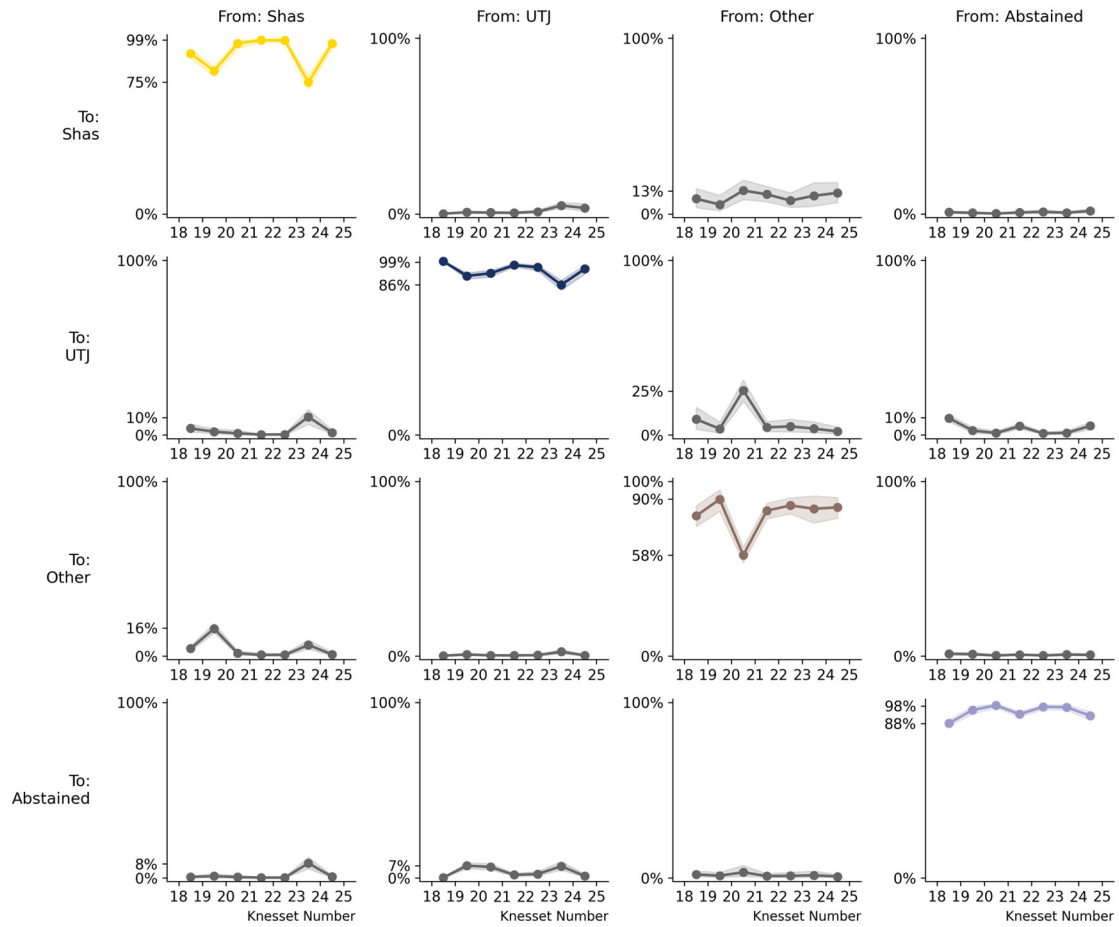 From: Shas From: UTJ From: Other From: Abstained
99% 100% 100% 100%
75%
To:
Shas
13%
0% 0% 0% 0%
18 19 20 21 22 23 24 25 18 19 20 21 22 23 24 25 18 19 20 21 22 23 24 25 18 19 20 21 22 23 24 25
100% 99% 100% 100%
86%
To:
UTJ
25%
10% 10%
0% 0% 0% 0%
18 19 20 21 22 23 24 25 18 19 20 21 22 23 24 25 18 19 20 21 22 23 24 25 18 19 20 21 22 23 24 25
100% 100% 100% 100%
90%
58%
To:
Other
16%
0% 0% 0% 0%
18 19 20 21 22 23 24 25 18 19 20 21 22 23 24 25 18 19 20 21 22 23 24 25 18 19 20 21 22 23 24 25
100% 100% 100% 98%
88%
To:
Abstained
8% 7%
0% 0% 0% 0%
18 19 20 21 22 23 24 25 18 19 20 21 22 23 24 25 18 19 20 21 22 23 24 25 18 19 20 21 22 23 24 25
Knesset Number Knesset Number Knesset Number Knesset Number